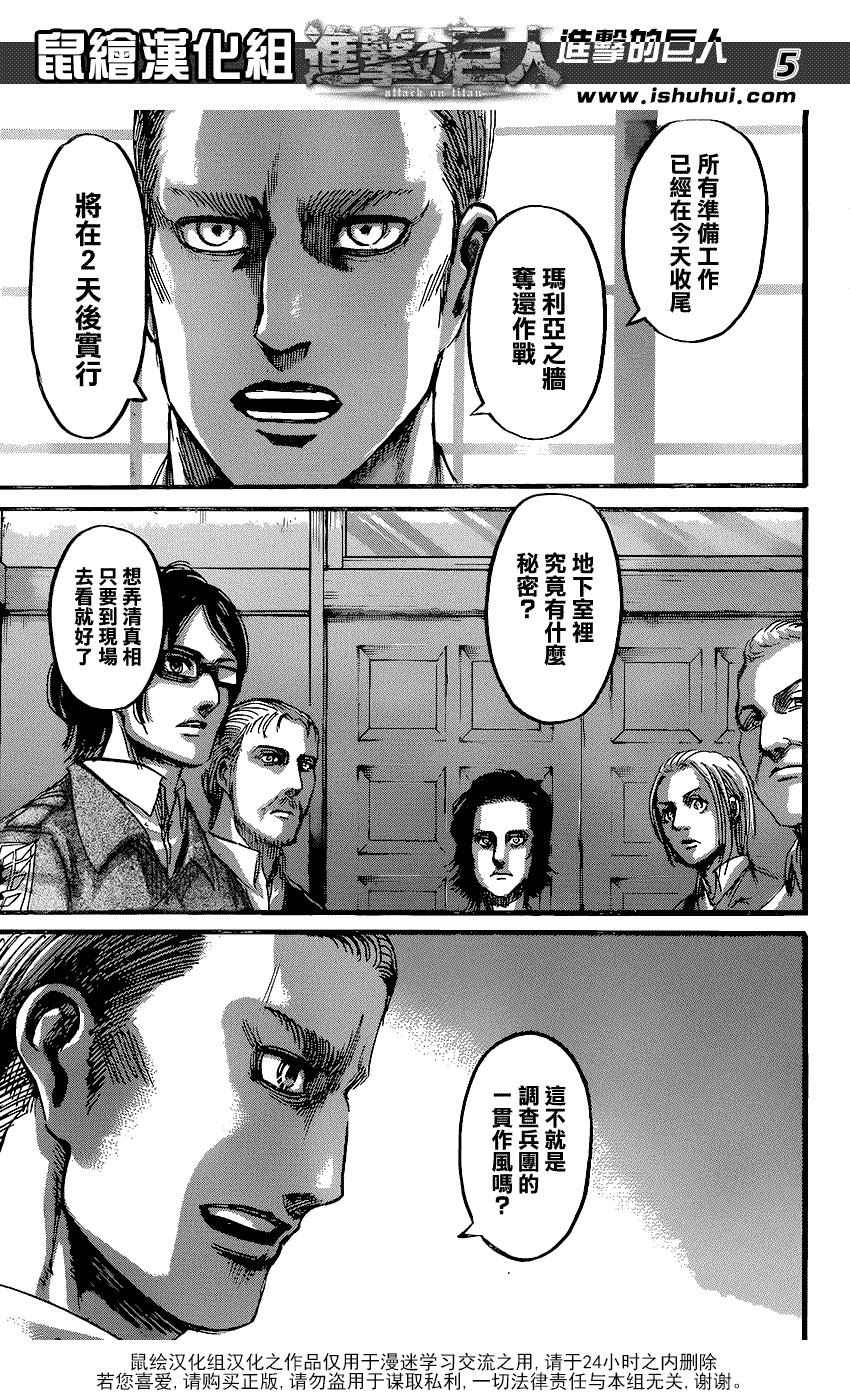 鼠繪漢化組
進撃の巨人
attack on titan
進擊的巨人
5
www.ishuhui.com
所有準備工作
已經在今天收尾
瑪利亞之牆
奪還作戰
將在2天後實行
地下室裡
究竟有什麼
秘密？
想弄清真相
只要到現場
去看就好了
這不就是
調查兵團的
一貫作風嗎？
鼠绘汉化组汉化之作品仅用于漫迷学习交流之用，请于24小时之内删除
若您喜爱，请购买正版，请勿盗用于谋取私利，一切法律责任与本组无关，谢谢。